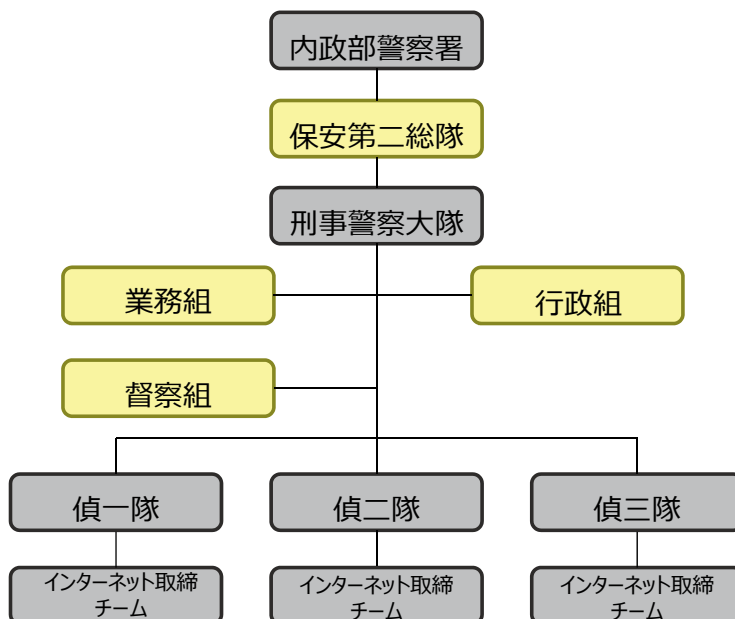 内政部警察署
保安第二総隊
刑事警察大隊
業務組
行政組
督察組
偵一隊
偵二隊
偵三隊
インターネット取締
チーム
インターネット取締
チーム
インターネット取締
チーム